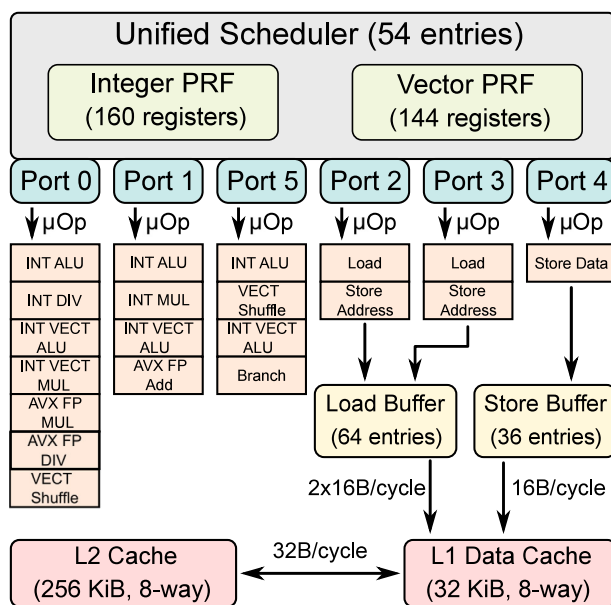 Unified Scheduler (54 entries)
Integer PRF
(160 registers)
Vector PRF
(144 registers)
Port 0
Port 1
Port 5
Port 2
Port 3
Port 4
μOp
μOp
μOp
μOp
μOp
μOp
INT ALU
INT DIV
INT VECT
ALU
INT VECT
MUL
AVX FP
MUL
AVX FP
DIV
VECT
Shuffle
INT ALU
INT MUL
INT VECT
ALU
AVX FP
Add
INT ALU
VECT
Shuffle
INT VECT
ALU
Branch
Load
Store
Address
Load
Store
Address
Store Data
Load Buffer
(64 entries)
Store Buffer
(36 entries)
2x16B/cycle
16B/cycle
L2 Cache
(256 KiB, 8-way)
32B/cycle
L1 Data Cache
(32 KiB, 8-way)